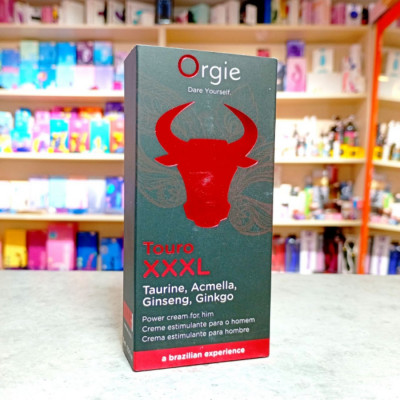 Orgie
Dare Yourself.
Touro
XXXL
Taurine, Acmella,
Ginseng, Ginkgo
Power cream for him
Creme estimulante para o homem
Crema estimulante para hombre
a brazilian experience